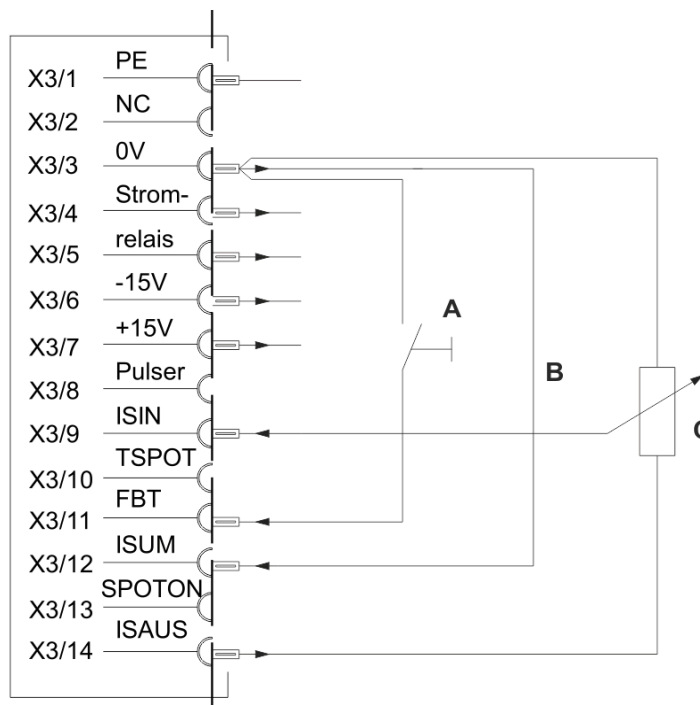 X3/1 PE
X3/2 NC
X3/3 0V
X3/4 Strom-
X3/5 relais
X3/6 -15V
X3/7 +15V
X3/8 Pulser
X3/9 ISIN
X3/10 TSPOT
X3/11 FBT
X3/12 ISUM
X3/13 SPOTON
X3/14 ISAUS
A
B